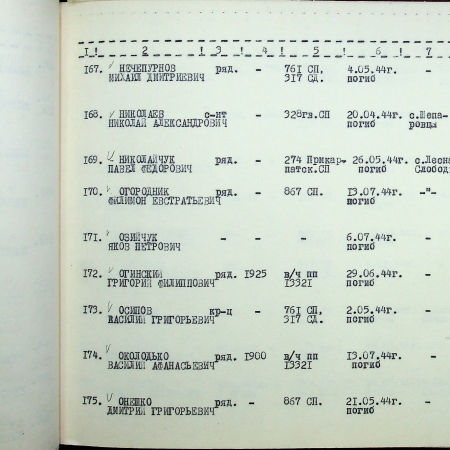 1 ! 2 ! 3 ! 4 ! 5 ! 6 ! 7
167. НЕЧЕПУРНОВ ряд. - 761 СП, 4.05.44г. -
МИХАИЛ ДМИТРИЕВИЧ 317 СД. погиб
168. НИКОЛАЕВ с-нт - 328гв.СП 20.04.44г. с.Шепа-
НИКОЛАЙ АЛЕКСАНДРОВИЧ погиб ровцы
169. НИКОЛАЙЧУК ряд. - 274 Прикар- 26.05.44г. с.Лесна
ПАВЕЛ ФЕДОРОВИЧ патск.СП погиб Слобод
170. ОГОРОДНИК ряд. - 867 СП. 13.07.44г. -"-
ФИЛИМОН ЕВСТРАТЬЕВИЧ погиб
171. ОЗИЙЧУК - - - 6.07.44г. -
ЯКОВ ПЕТРОВИЧ погиб
172. ОГИНСКИЙ ряд. 1925 в/ч пп 29.06.44г. -
ГРИГОРИЙ ФИЛИППОВИЧ 13321 погиб
173. ОСИПОВ кр-ц - 761 СП, 2.05.44г. -
ВАСИЛИЙ ГРИГОРЬЕВИЧ 317 СД. погиб
174. ОКОЛОДЬКО ряд. 1900 в/ч пп 13.07.44г. -
ВАСИЛИЙ АФАНАСЬЕВИЧ 13321 погиб
175. ОНЕШКО ряд. - 867 СП. 21.05.44г. -
ДМИТРИЙ ГРИГОРЬЕВИЧ погиб